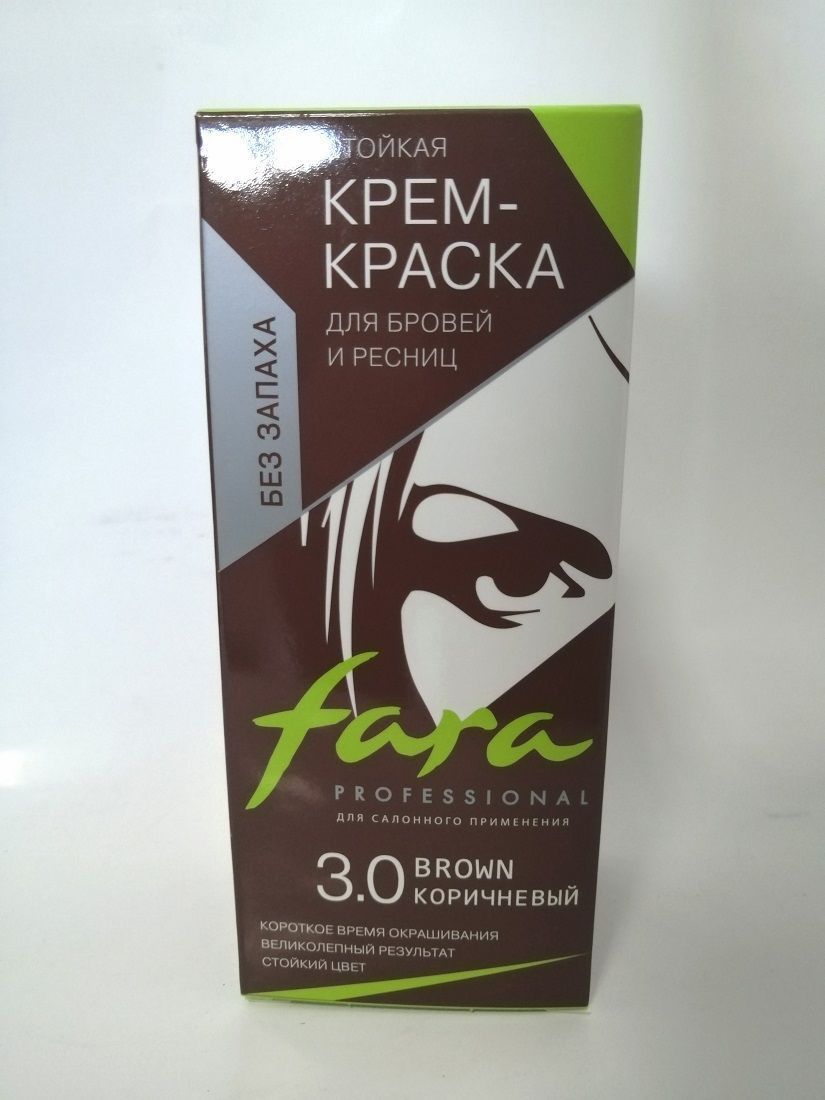 ТОЙКАЯ
КРЕМ-
КРАСКА
ДЛЯ БРОВЕЙ
И РЕСНИЦ
БЕЗ ЗАПАХА
fara
PROFESSIONAL
ДЛЯ САЛОННОГО ПРИМЕНЕНИЯ
3.0 BROWN
КОРИЧНЕВЫЙ
КОРОТКОЕ ВРЕМЯ ОКРАШИВАНИЯ
ВЕЛИКОЛЕПНЫЙ РЕЗУЛЬТАТ
СТОЙКИЙ ЦВЕТ